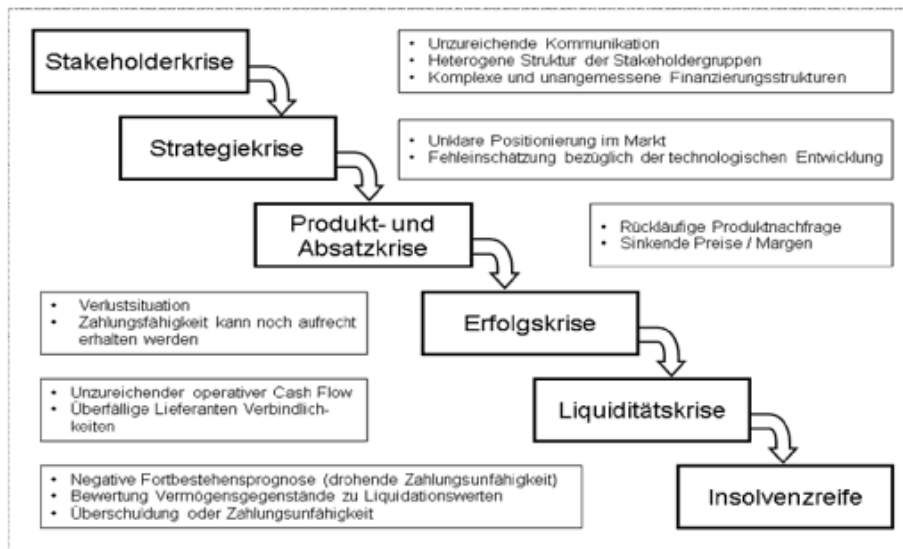 Stakeholderkrise
• Unzureichende Kommunikation
• Heterogene Struktur der Stakeholdergruppen
• Komplexe und unangemessene Finanzierungsstrukturen
Strategiekrise
• Unklare Positionierung im Markt
• Fehleinschätzung bezüglich der technologischen Entwicklung
Produkt- und
Absatzkrise
• Rückläufige Produktnachfrage
• Sinkende Preise / Margen
• Verlustsituation
• Zahlungsfähigkeit kann noch aufrecht
erhalten werden
Erfolgskrise
• Unzureichender operativer Cash Flow
• Überfällige Lieferanten Verbindlich-
keiten
Liquiditätskrise
• Negative Fortbestehensprognose (drohende Zahlungsunfähigkeit)
• Bewertung Vermögensgegenstände zu Liquidationswerten
• Überschuldung oder Zahlungsunfähigkeit
Insolvenzreife